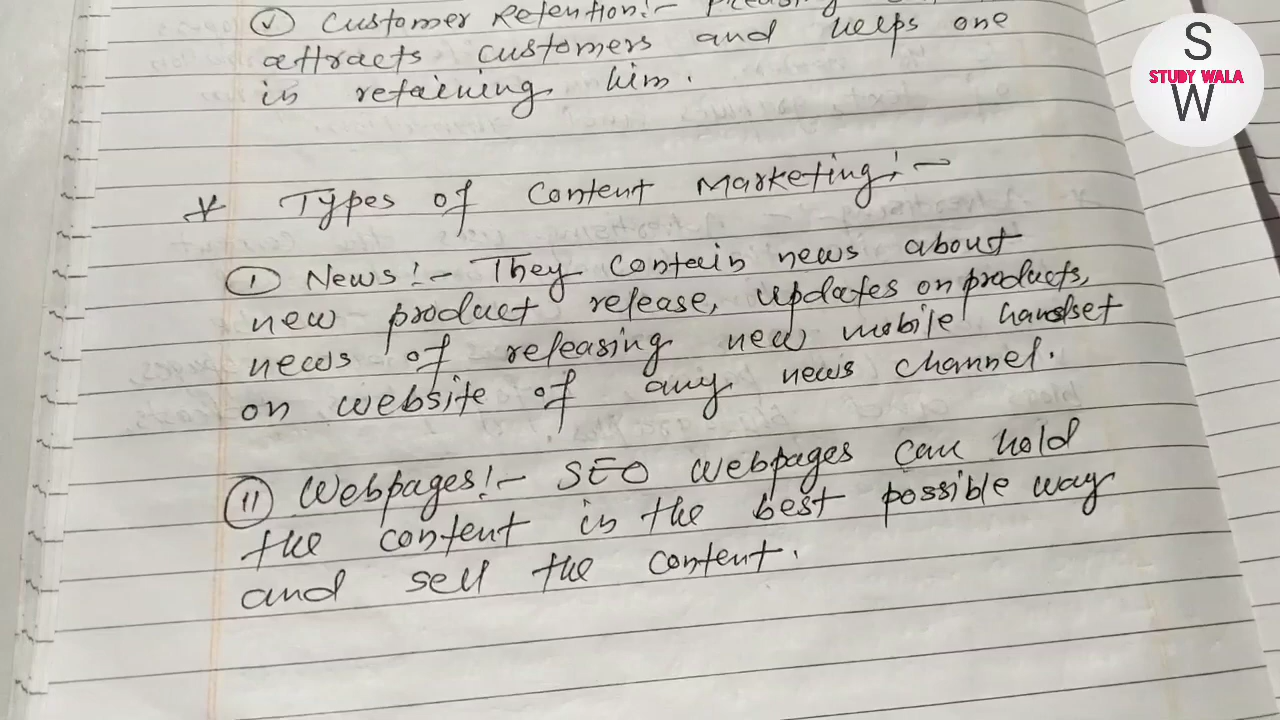 (v) Customer Retention:-
attracts customers and helps one
in retaining him.
* Types of Content Marketing:-
(I) News:- They contain news about
new product release, updates on products,
news of releasing new mobile handset
on website of any news channel.
(II) Webpages:- SEO webpages can hold
the content in the best possible way
and sell the content.
S
STUDY WALA
W